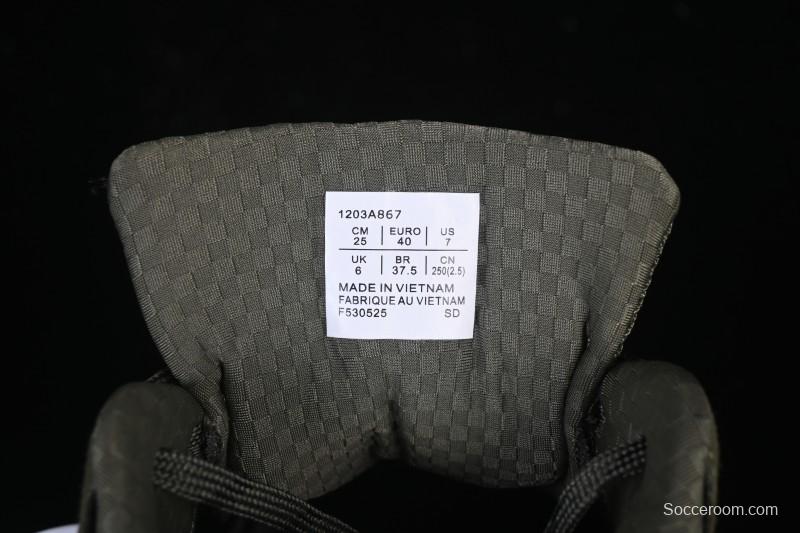 1203A867
CM EURO US
25 40 7
UK BR CN
6 37.5 250(2.5)
MADE IN VIETNAM
FABRIQUE AU VIETNAM
F530525 SD
Socceroom.com